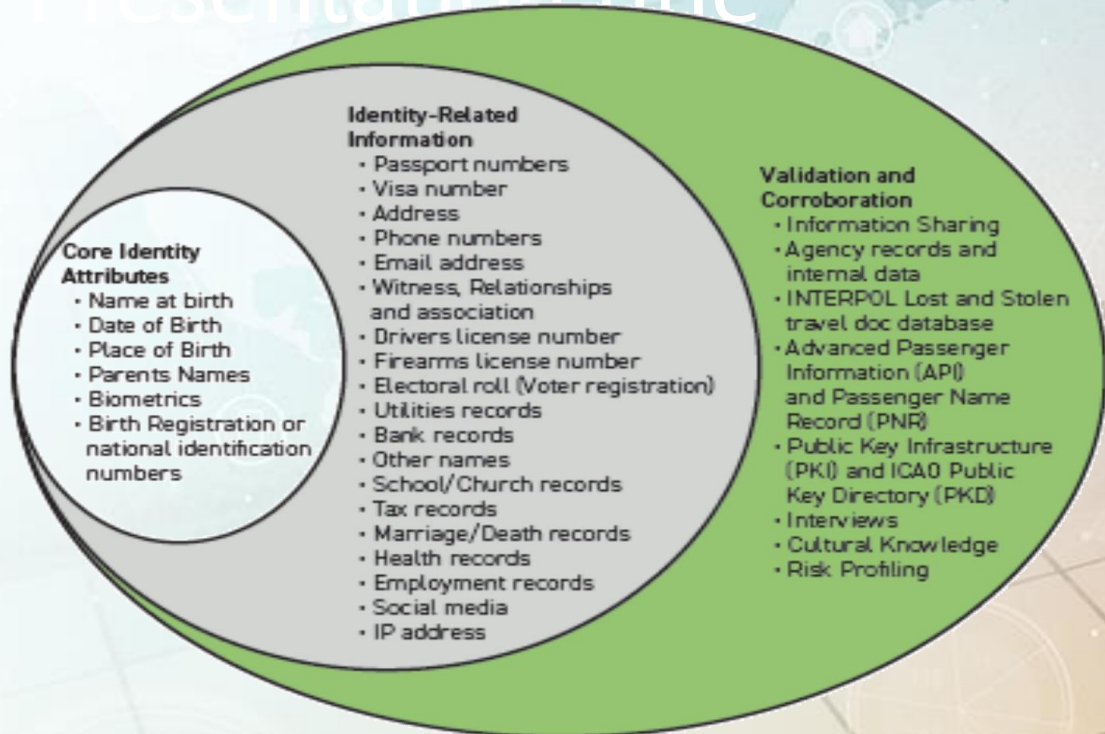 Core Identity
Attributes
• Name at birth
• Date of Birth
• Place of Birth
• Parents Names
• Biometrics
• Birth Registration or
national identification
numbers
Identity-Related
Information
• Passport numbers
• Visa number
• Address
• Phone numbers
• Email address
• Witness, Relationships
and association
• Drivers license number
• Firearms license number
• Electoral roll (Voter registration)
• Utilities records
• Bank records
• Other names
• School/Church records
• Tax records
• Marriage/Death records
• Health records
• Employment records
• Social media
• IP address
Validation and
Corroboration
• Information Sharing
• Agency records and
internal data
• INTERPOL Lost and Stolen
travel doc database
• Advanced Passenger
Information (API)
and Passenger Name
Record (PNR)
• Public Key Infrastructure
(PKI) and ICAO Public
Key Directory (PKD)
• Interviews
• Cultural Knowledge
• Risk Profiling